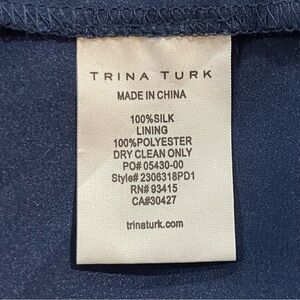 TRINA TURK
MADE IN CHINA
100%SILK
LINING
100%POLYESTER
DRY CLEAN ONLY
PO# 05430-00
Style# 2306318PD1
RN# 93415
CA#30427
trinaturk.com